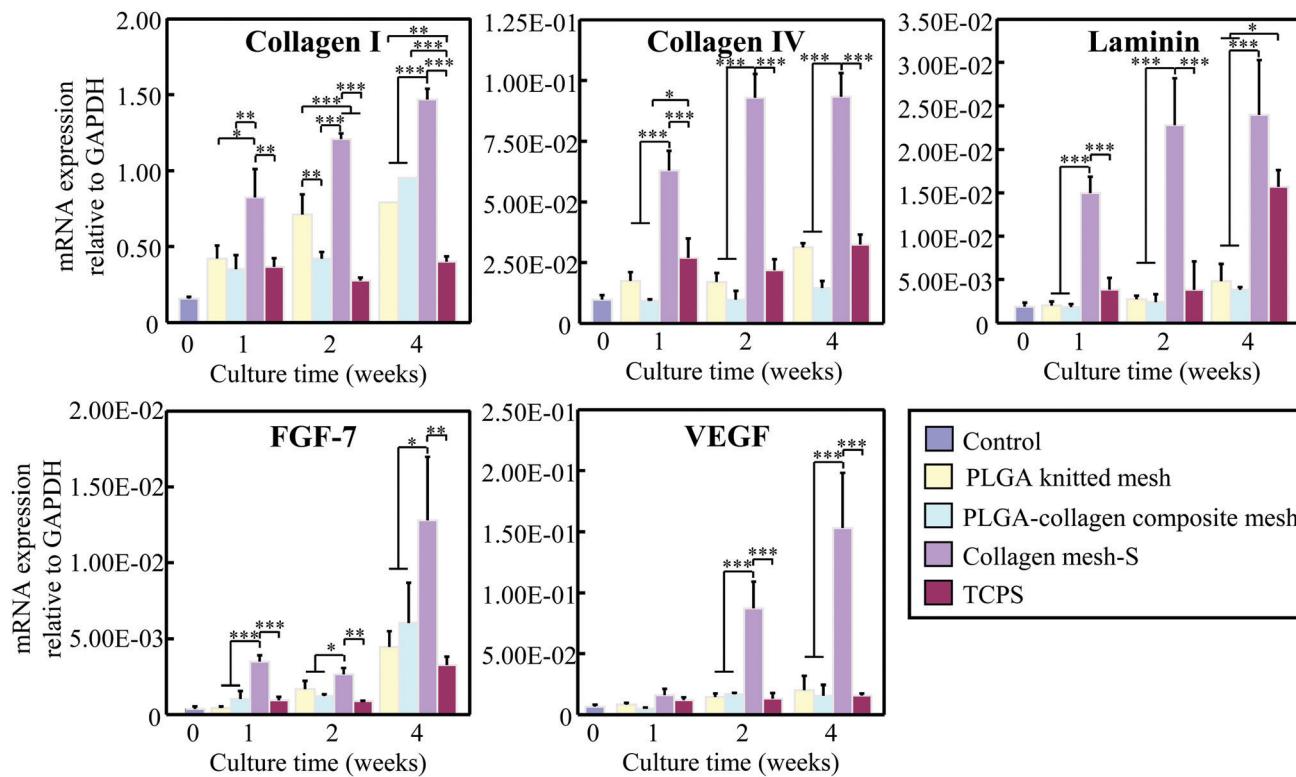 Collagen I
2.00
1.50
1.00
0.50
0
mRNA expression
relative to GAPDH
** *** *** ***
*** *** *** **
** * **
0 1 2 4
Culture time (weeks)
Collagen IV
1.25E-01
1.00E-01
7.50E-02
5.00E-02
2.50E-02
0
*** *** *** ***
* *** ***
0 1 2 4
Culture time (weeks)
Laminin
3.50E-02
3.00E-02
2.50E-02
2.00E-02
1.50E-02
5.00E-03
0
* ***
*** ***
*** ***
0 1 2 4
Culture time (weeks)
FGF-7
2.00E-02
1.50E-02
1.00E-02
5.00E-03
0
mRNA expression
relative to GAPDH
* **
*** *** * **
0 1 2 4
Culture time (weeks)
VEGF
2.50E-01
2.00E-01
1.50E-01
1.00E-01
5.00E-02
0
*** ***
*** ***
0 1 2 4
Culture time (weeks)
Control
PLGA knitted mesh
PLGA-collagen composite mesh
Collagen mesh-S
TCPS